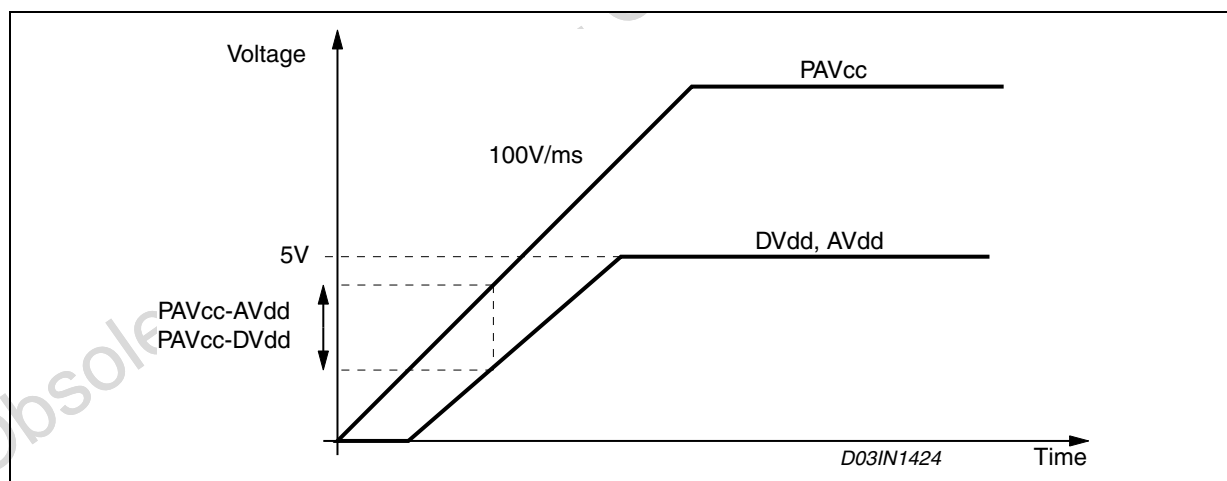 Voltage
PAVcc
100V/ms
5V
DVdd, AVdd
PAVcc-AVdd
PAVcc-DVdd
D03IN1424
Time